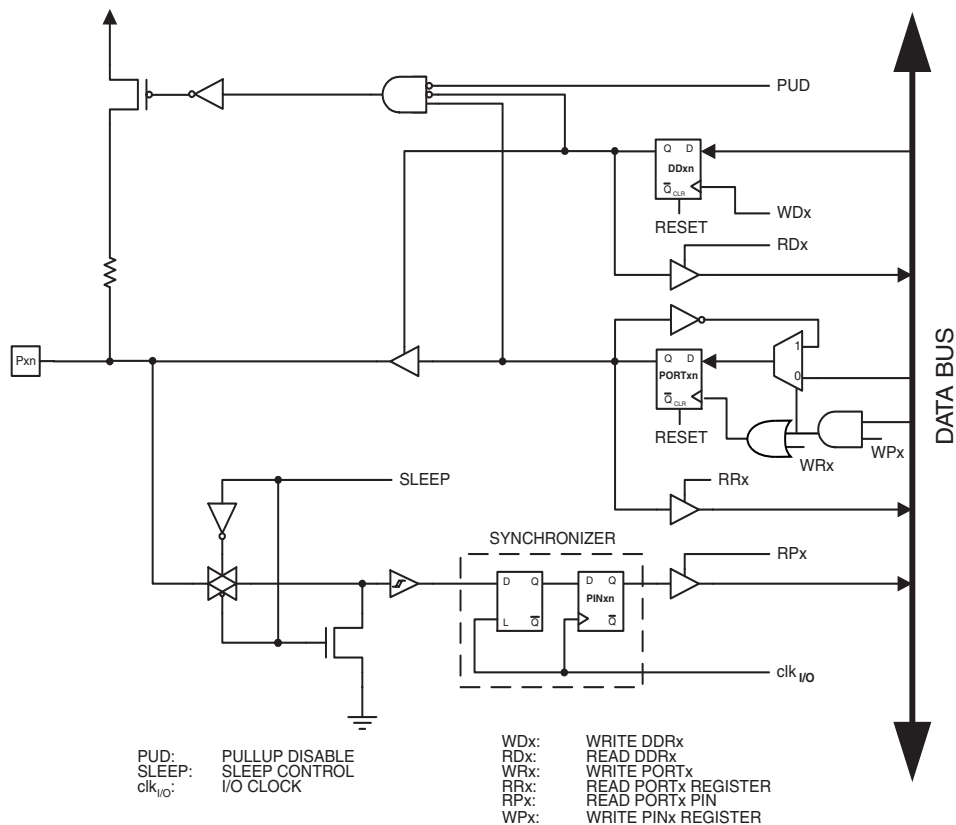 PUD
Q D
DDxn
Q CLR
WDx
RESET
RDx
Pxn
1
Q D
PORTxn
0
Q CLR
RESET
WRx
WPx
DATA BUS
SLEEP
RRx
SYNCHRONIZER
RPx
D Q
D Q
PINxn
L Q
Q
clk I/O
PUD: PULLUP DISABLE
SLEEP: SLEEP CONTROL
clkI/O: I/O CLOCK
WDx: WRITE DDRx
RDx: READ DDRx
WRx: WRITE PORTx
RRx: READ PORTx REGISTER
RPx: READ PORTx PIN
WPx: WRITE PINx REGISTER